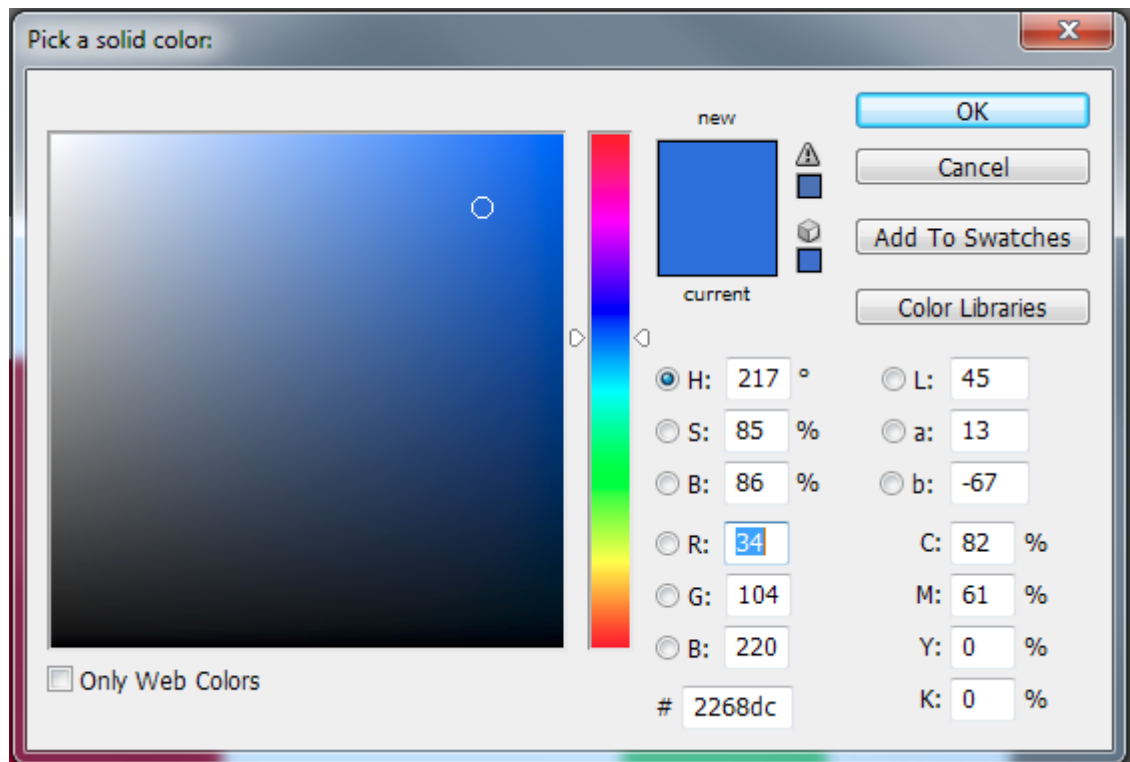 Pick a solid color:
new
current
OK
Cancel
Add To Swatches
Color Libraries
H: 217 °
S: 85 %
B: 86 %
R: 34
G: 104
B: 220
# 2268dc
L: 45
a: 13
b: -67
C: 82 %
M: 61 %
Y: 0 %
K: 0 %
Only Web Colors